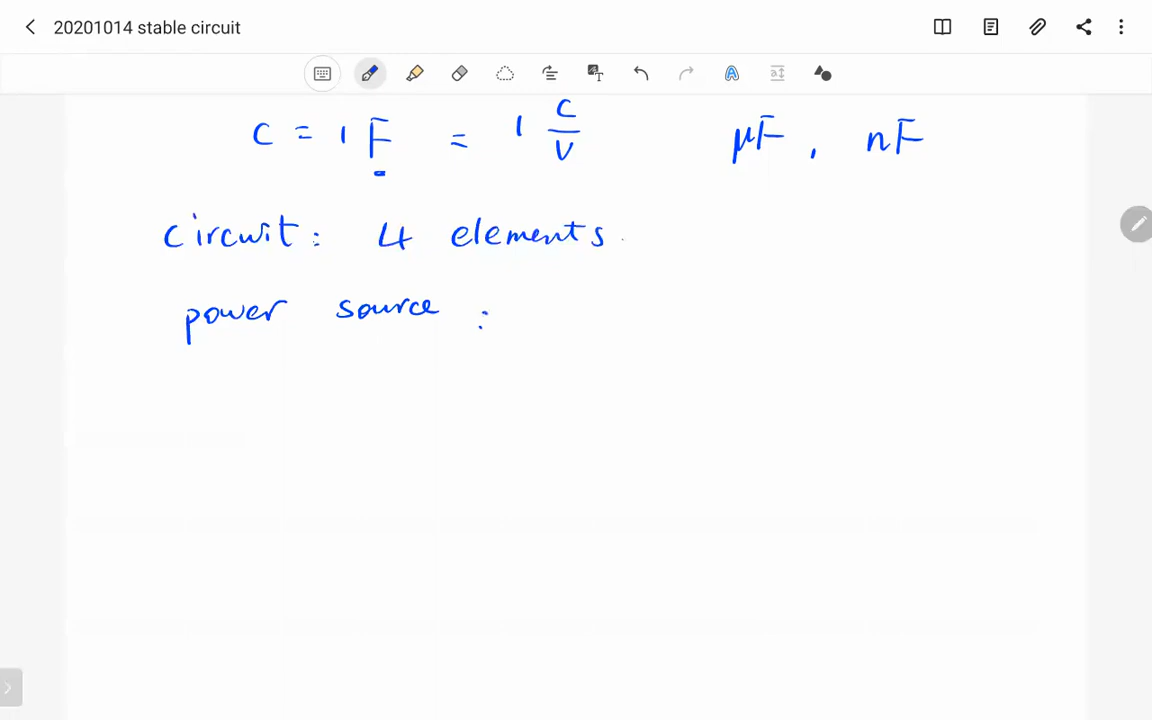 20201014 stable circuit
C = 1 F = 1 C/V μF, nF
Circuit: 4 elements.
power source :